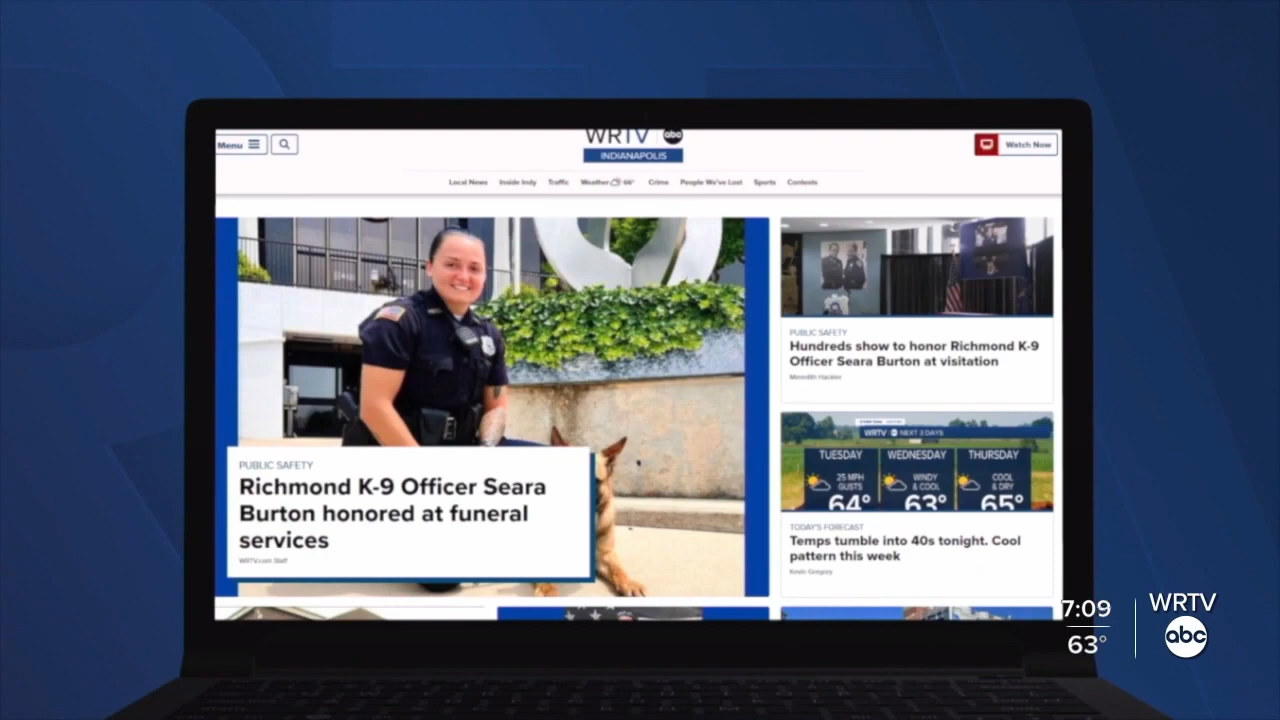 Menu
WRTV abc
INDIANAPOLIS
Watch Now
Local News Inside Indy Traffic Weather 66° Crime People We've Lost Sports Contests
PUBLIC SAFETY
Richmond K-9 Officer Seara
Burton honored at funeral
services
WRTV.com Staff
PUBLIC SAFETY
Hundreds show to honor Richmond K-9
Officer Seara Burton at visitation
Meredith Hackler
WRTV abc NEXT 3 DAYS
TUESDAY WEDNESDAY THURSDAY
25 MPH GUSTS WINDY & COOL COOL & DRY
64° 63° 65°
TODAY'S FORECAST
Temps tumble into 40s tonight. Cool
pattern this week
Kevin Gregory
7:09
63°
WRTV
abc